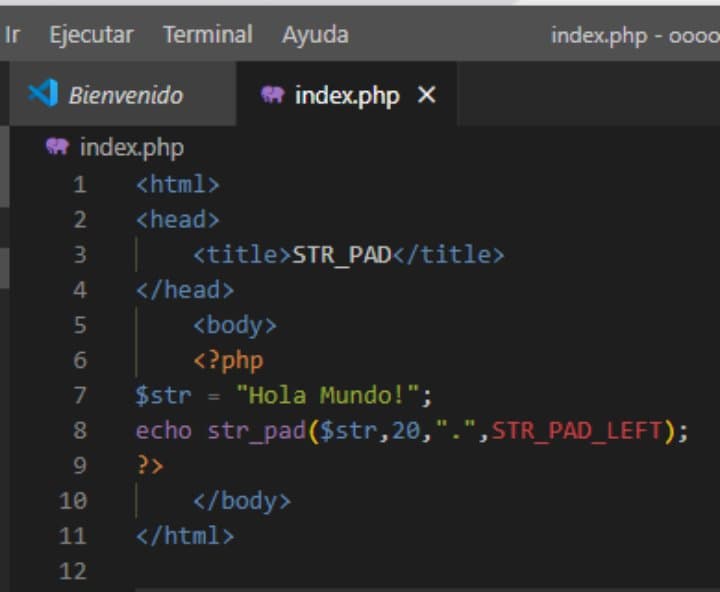 Ir Ejecutar Terminal Ayuda index.php - oooo
Bienvenido index.php ×
index.php
1 <html>
2 <head>
3 <title>STR_PAD</title>
4 </head>
5 <body>
6 <?php
7 $str = "Hola Mundo!";
8 echo str_pad($str,20,".",STR_PAD_LEFT);
9 ?>
10 </body>
11 </html>
12